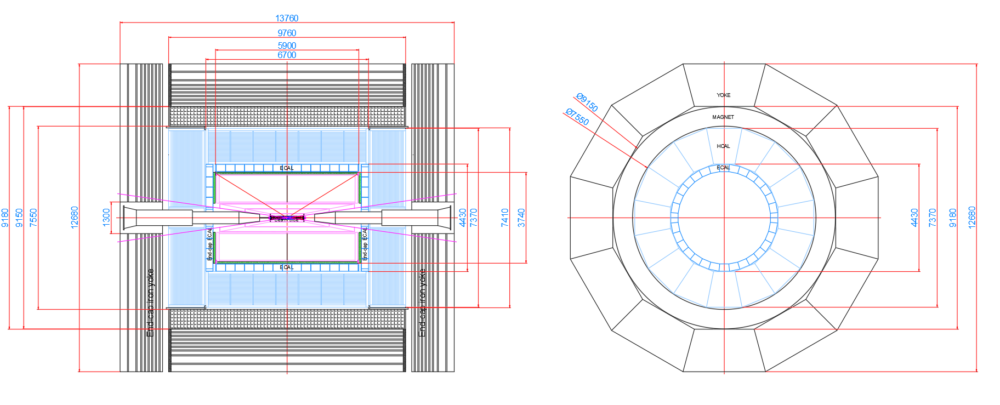 13760
9760
5900
6700
9180
9150
7550
12680
1300
ECAL
ECAL
End-cap ECAL
End-cap ECAL
End-cap iron yoke
End-cap iron yoke
4430
7370
7410
3740
Ø9150
Ø7550
YOKE
MAGNET
HCAL
ECAL
4430
7370
9180
12680